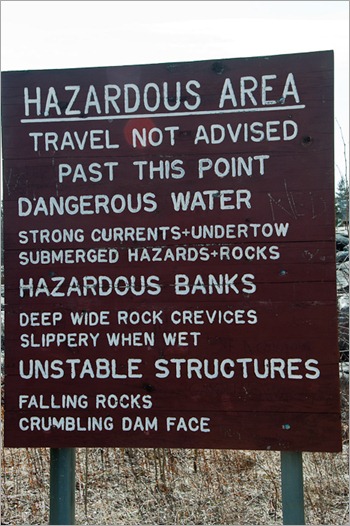 HAZARDOUS AREA
TRAVEL NOT ADVISED
PAST THIS POINT
DANGEROUS WATER
STRONG CURRENTS+UNDERTOW
SUBMERGED HAZARDS+ROCKS
HAZARDOUS BANKS
DEEP WIDE ROCK CREVICES
SLIPPERY WHEN WET
UNSTABLE STRUCTURES
FALLING ROCKS
CRUMBLING DAM FACE